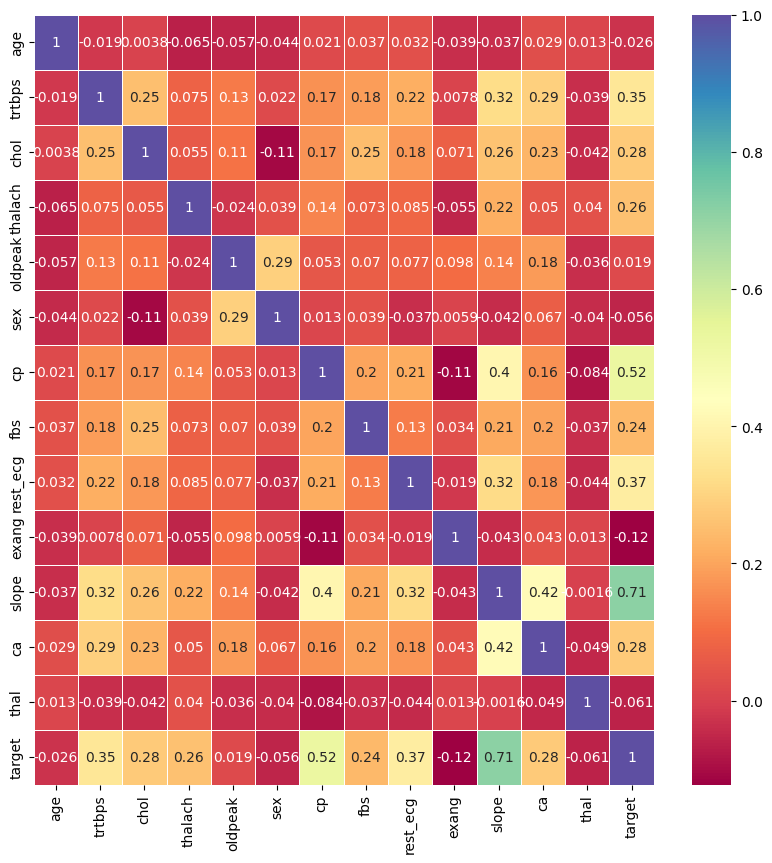 age 1 -0.019 0.0038 -0.065 -0.057 -0.044 0.021 0.037 0.032 -0.039 -0.037 0.029 0.013 -0.026
trtbps -0.019 1 0.25 0.075 0.13 0.022 0.17 0.18 0.22 0.0078 0.32 0.29 -0.039 0.35
chol 0.0038 0.25 1 0.055 0.11 -0.11 0.17 0.25 0.18 0.071 0.26 0.23 -0.042 0.28
thalach -0.065 0.075 0.055 1 -0.024 0.039 0.14 0.073 0.085 -0.055 0.22 0.05 0.04 0.26
oldpeak -0.057 0.13 0.11 -0.024 1 0.29 0.053 0.07 0.077 0.098 0.14 0.18 -0.036 0.019
sex -0.044 0.022 -0.11 0.039 0.29 1 0.013 0.039 -0.037 0.0059 -0.042 0.067 -0.04 -0.056
cp 0.021 0.17 0.17 0.14 0.053 0.013 1 0.2 0.21 -0.11 0.4 0.16 -0.084 0.52
fbs 0.037 0.18 0.25 0.073 0.07 0.039 0.2 1 0.13 0.034 0.21 0.2 -0.037 0.24
rest_ecg 0.032 0.22 0.18 0.085 0.077 -0.037 0.21 0.13 1 -0.019 0.32 0.18 -0.044 0.37
exang -0.039 0.0078 0.071 -0.055 0.098 0.0059 -0.11 0.034 -0.019 1 -0.043 0.043 0.013 -0.12
slope -0.037 0.32 0.26 0.22 0.14 -0.042 0.4 0.21 0.32 -0.043 1 0.42 -0.0016 0.71
ca 0.029 0.29 0.23 0.05 0.18 0.067 0.16 0.2 0.18 0.043 0.42 1 -0.049 0.28
thal 0.013 -0.039 -0.042 0.04 -0.036 -0.04 -0.084 -0.037 -0.044 0.013 -0.0016 -0.049 1 -0.061
target -0.026 0.35 0.28 0.26 0.019 -0.056 0.52 0.24 0.37 -0.12 0.71 0.28 -0.061 1
age trtbps chol thalach oldpeak sex cp fbs rest_ecg exang slope ca thal target
1.0
0.8
0.6
0.4
0.2
0.0